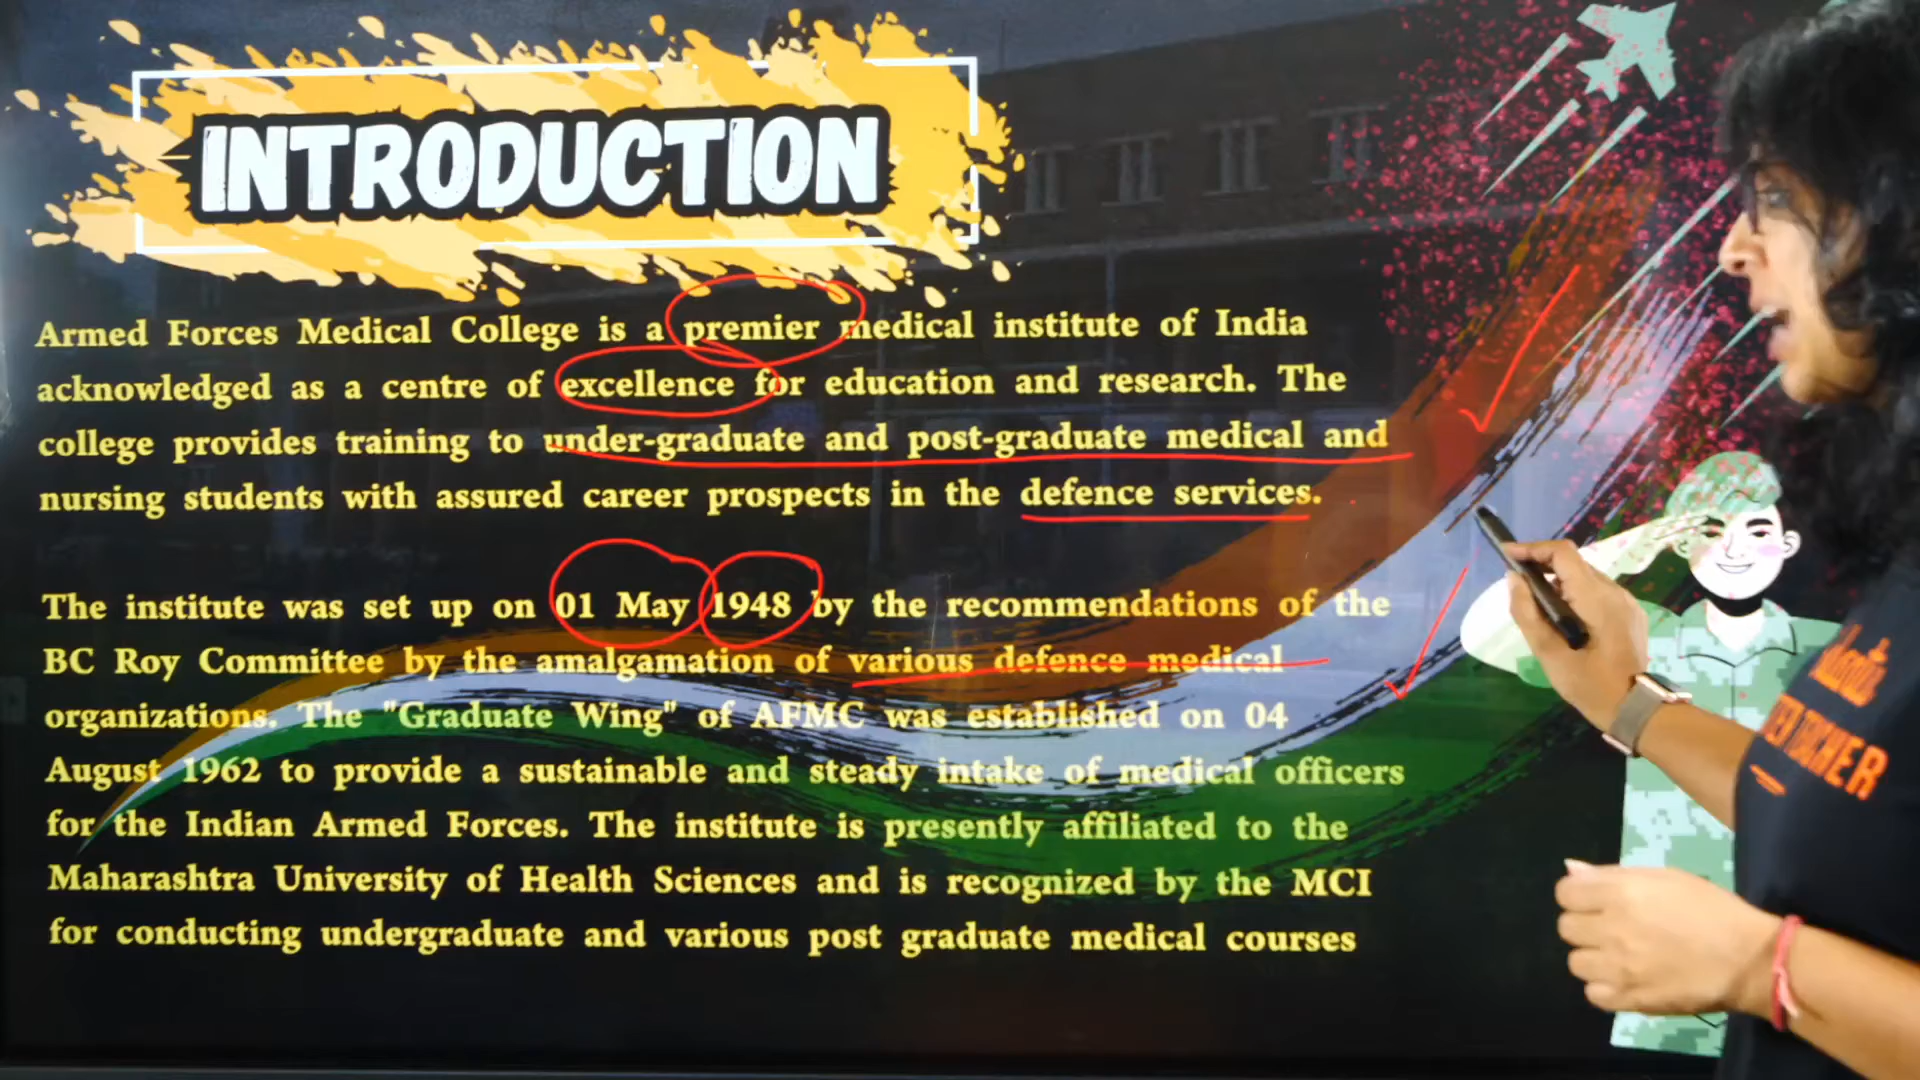 INTRODUCTION
Armed Forces Medical College is a premier medical institute of India
acknowledged as a centre of excellence for education and research. The
college provides training to under-graduate and post-graduate medical and
nursing students with assured career prospects in the defence services.
The institute was set up on 01 May 1948 by the recommendations of the
BC Roy Committee by the amalgamation of various defence medical
organizations. The "Graduate Wing" of AFMC was established on 04
August 1962 to provide a sustainable and steady intake of medical officers
for the Indian Armed Forces. The institute is presently affiliated to the
Maharashtra University of Health Sciences and is recognized by the MCI
for conducting undergraduate and various post graduate medical courses